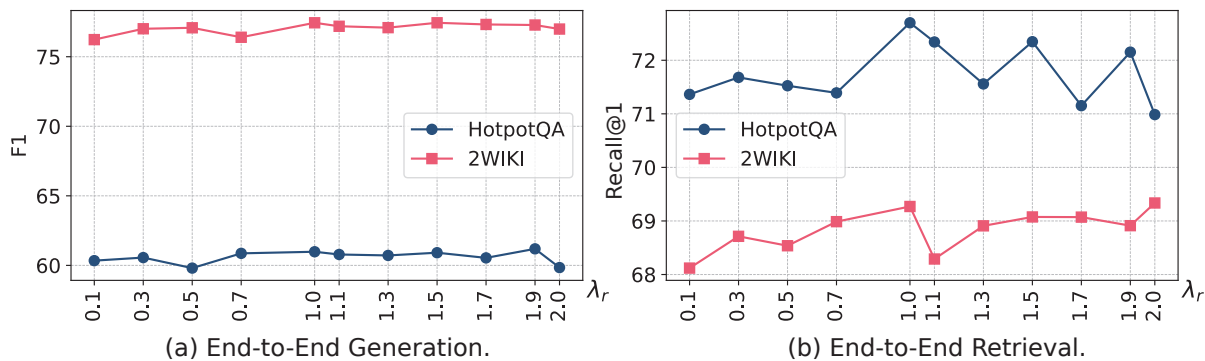 F1
75
70
65
60
HotpotQA
2WIKI
0.1 0.3 0.5 0.7 1.0 1.1 1.3 1.5 1.7 1.9 2.0 λr
(a) End-to-End Generation.
Recall@1
72
71
70
69
68
HotpotQA
2WIKI
0.1 0.3 0.5 0.7 1.0 1.1 1.3 1.5 1.7 1.9 2.0 λr
(b) End-to-End Retrieval.